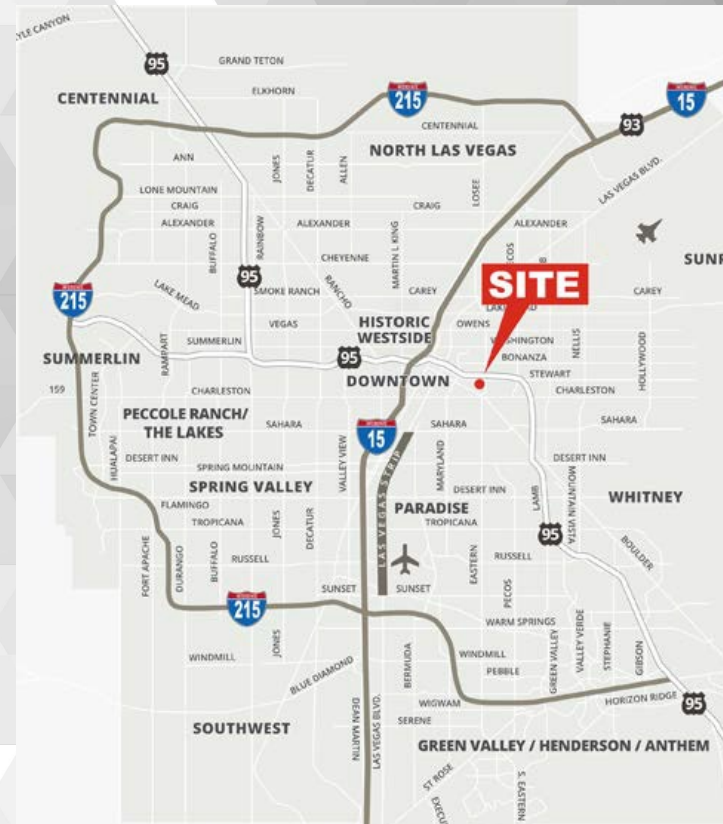 YLE CANYON
95
GRAND TETON
ELKHORN
CENTENNIAL
215
15
93
CENTENNIAL
NORTH LAS VEGAS
LAS VEGAS BLVD.
ANN
JONES
DECATUR
ALLEN
LOSEE
LONE MOUNTAIN
CRAIG
CRAIG
ALEXANDER
ALEXANDER
ALEXANDER
BUFFALO
RAINBOW
MARTIN L KING
CHEYENNE
RANCHO
SUNR
95
SITE
LAKE MEAD
SMOKE RANCH
CAREY
CAREY
215
VEGAS
HISTORIC
WESTSIDE
OWENS
NELLIS
HOLLYWOOD
SUMMERLIN
BONANZA
SUMMERLIN
RAMPART
95
DOWNTOWN
STEWART
159
TOWN CENTER
CHARLESTON
CHARLESTON
PECCOLE RANCH/
THE LAKES
SAHARA
15
SAHARA
SAHARA
HUALAPAI
DESERT INN
SPRING MOUNTAIN
VALLEY VIEW
LAS VEGAS STRIP
MARYLAND
DESERT INN
SPRING VALLEY
DESERT INN
LAMB
MOUNTAIN VISTA
WHITNEY
FLAMINGO
TROPICANA
JONES
DECATUR
PARADISE
TROPICANA
95
FORT APACHE
DURANGO
BUFFALO
RUSSELL
EASTERN
RUSSELL
BOULDER
SUNSET
SUNSET
PECOS
215
WARM SPRINGS
GREEN VALLEY
VALLEY VERDE
STEPHANIE
GIBSON
WINDMILL
JONES
BLUE DIAMOND
BERMUDA
WINDMILL
PEBBLE
DEAN MARTIN
LAS VEGAS BLVD.
WIGWAM
HORIZON RIDGE
95
SERENE
SOUTHWEST
GREEN VALLEY / HENDERSON / ANTHEM
ST ROSE
S. EASTERN